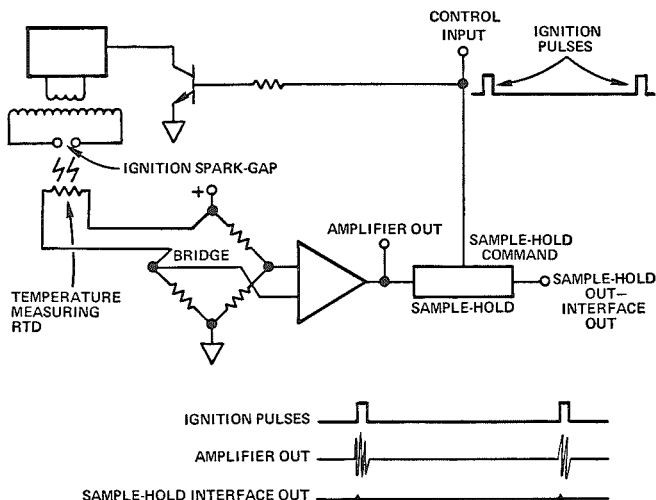 CONTROL
INPUT
IGNITION
PULSES
IGNITION SPARK-GAP
+
AMPLIFIER OUT
SAMPLE-HOLD
COMMAND
BRIDGE
TEMPERATURE
MEASURING
RTD
SAMPLE-HOLD
SAMPLE-HOLD
OUT—
INTERFACE
OUT
IGNITION PULSES
AMPLIFIER OUT
SAMPLE-HOLD INTERFACE OUT